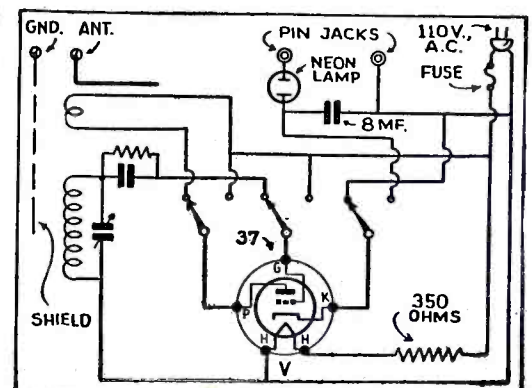 GND. ANT.
PIN JACKS
NEON
LAMP
110V.,
A.C.
FUSE
8 MF.
37
G
P
K
H
H
V
SHIELD
350
OHMS